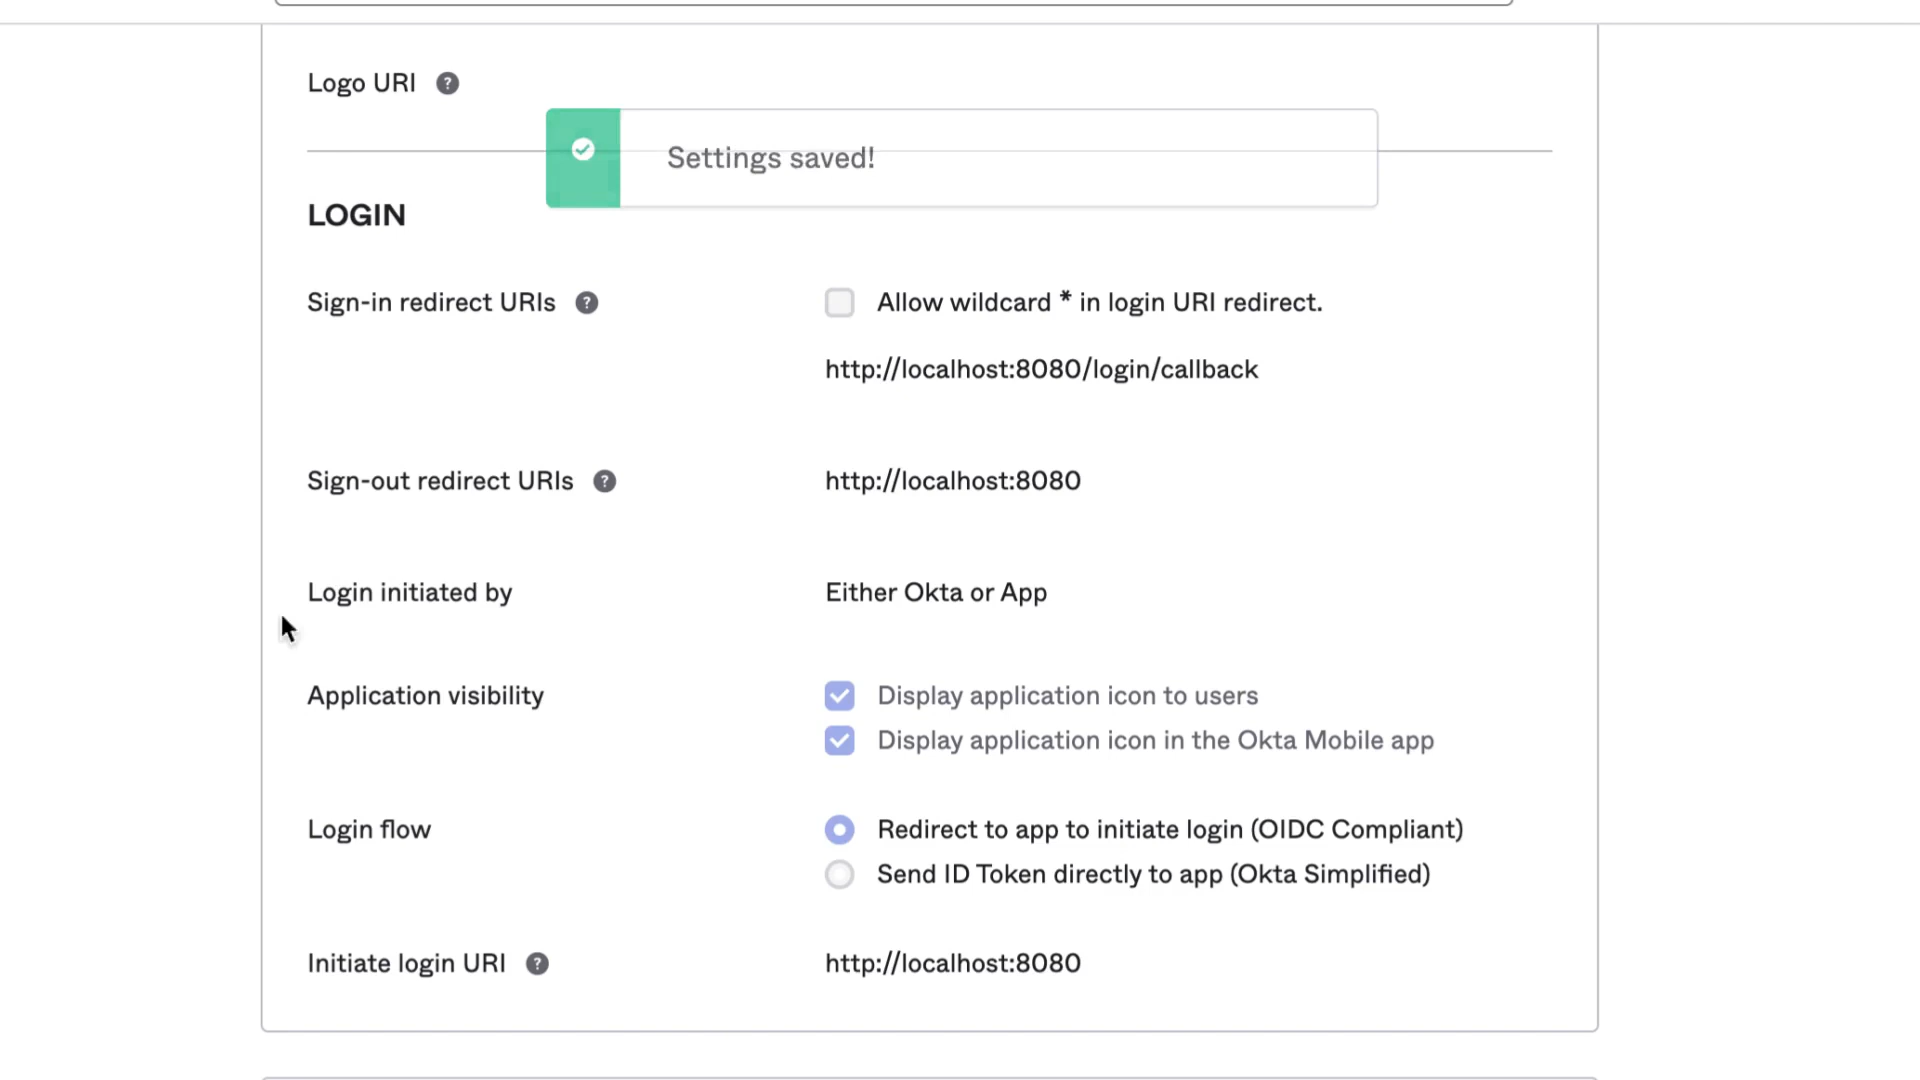 Logo URI ?
Settings saved!
LOGIN
Sign-in redirect URIs ?
Allow wildcard * in login URI redirect.
http://localhost:8080/login/callback
Sign-out redirect URIs ?
http://localhost:8080
Login initiated by
Either Okta or App
Application visibility
Display application icon to users
Display application icon in the Okta Mobile app
Login flow
Redirect to app to initiate login (OIDC Compliant)
Send ID Token directly to app (Okta Simplified)
Initiate login URI ?
http://localhost:8080